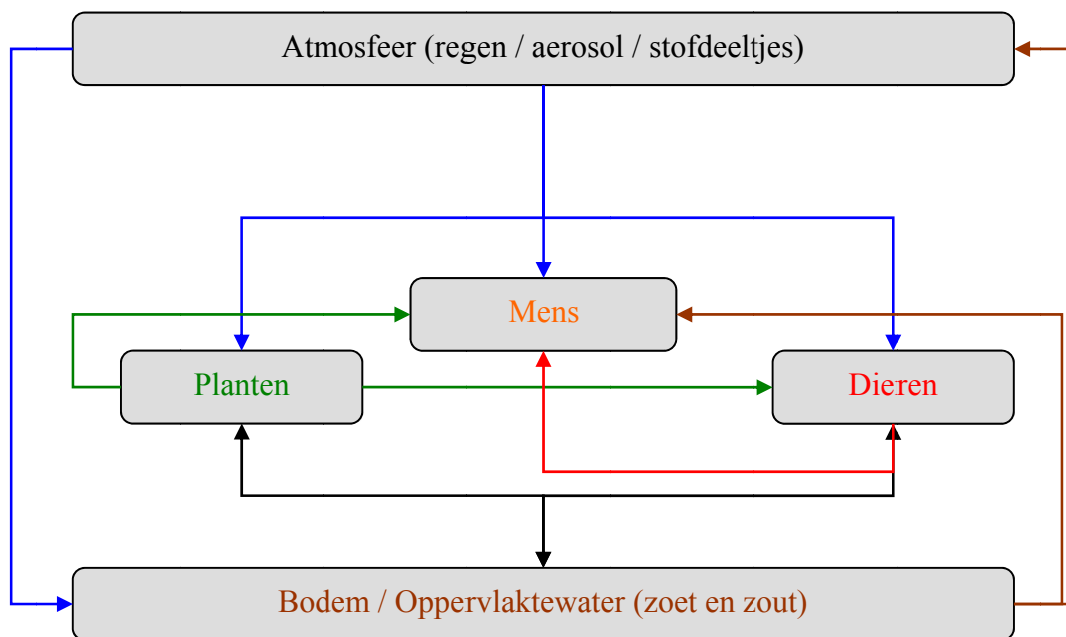 Atmosfeer (regen / aerosol / stofdeeltjes)
Mens
Planten
Dieren
Bodem / Oppervlaktewater (zoet en zout)